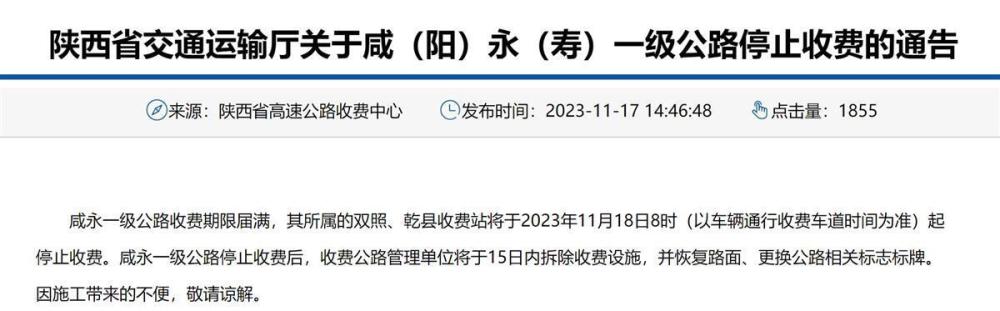 陕西省交通运输厅关于咸（阳）永（寿）一级公路停止收费的通告
来源：陕西省高速公路收费中心 发布时间：2023-11-17 14:46:48 点击量：1855
咸永一级公路收费期限届满，其所属的双照、乾县收费站将于2023年11月18日8时（以车辆通行收费车道时间为准）起
停止收费。咸永一级公路停止收费后，收费公路管理单位将于15日内拆除收费设施，并恢复路面、更换公路相关标志标牌。
因施工带来的不便，敬请谅解。